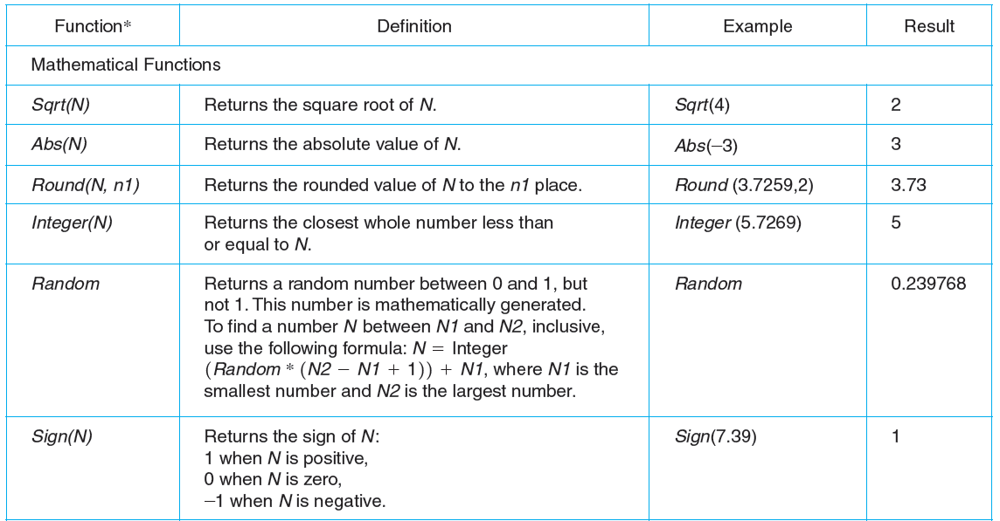 Function* Definition Example Result
Mathematical Functions
Sqrt(N) Returns the square root of N. Sqrt(4) 2
Abs(N) Returns the absolute value of N. Abs(–3) 3
Round(N, n1) Returns the rounded value of N to the n1 place. Round (3.7259,2) 3.73
Integer(N) Returns the closest whole number less than Integer (5.7269) 5
or equal to N.
Random Returns a random number between 0 and 1, but Random 0.239768
not 1. This number is mathematically generated.
To find a number N between N1 and N2, inclusive,
use the following formula: N = Integer
(Random * (N2 − N1 + 1)) + N1, where N1 is the
smallest number and N2 is the largest number.
Sign(N) Returns the sign of N: Sign(7.39) 1
1 when N is positive,
0 when N is zero,
–1 when N is negative.